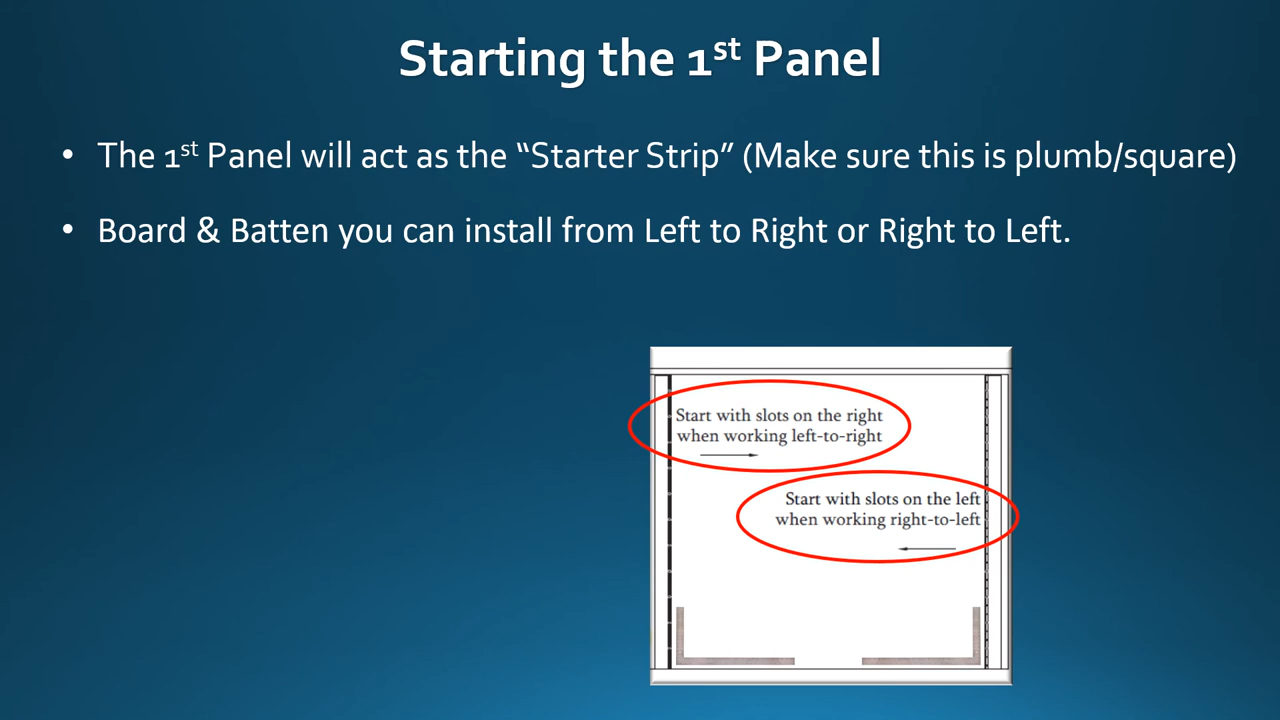 Starting the 1st Panel
• The 1st Panel will act as the “Starter Strip” (Make sure this is plumb/square)
• Board & Batten you can install from Left to Right or Right to Left.
Start with slots on the right
when working left-to-right
Start with slots on the left
when working right-to-left